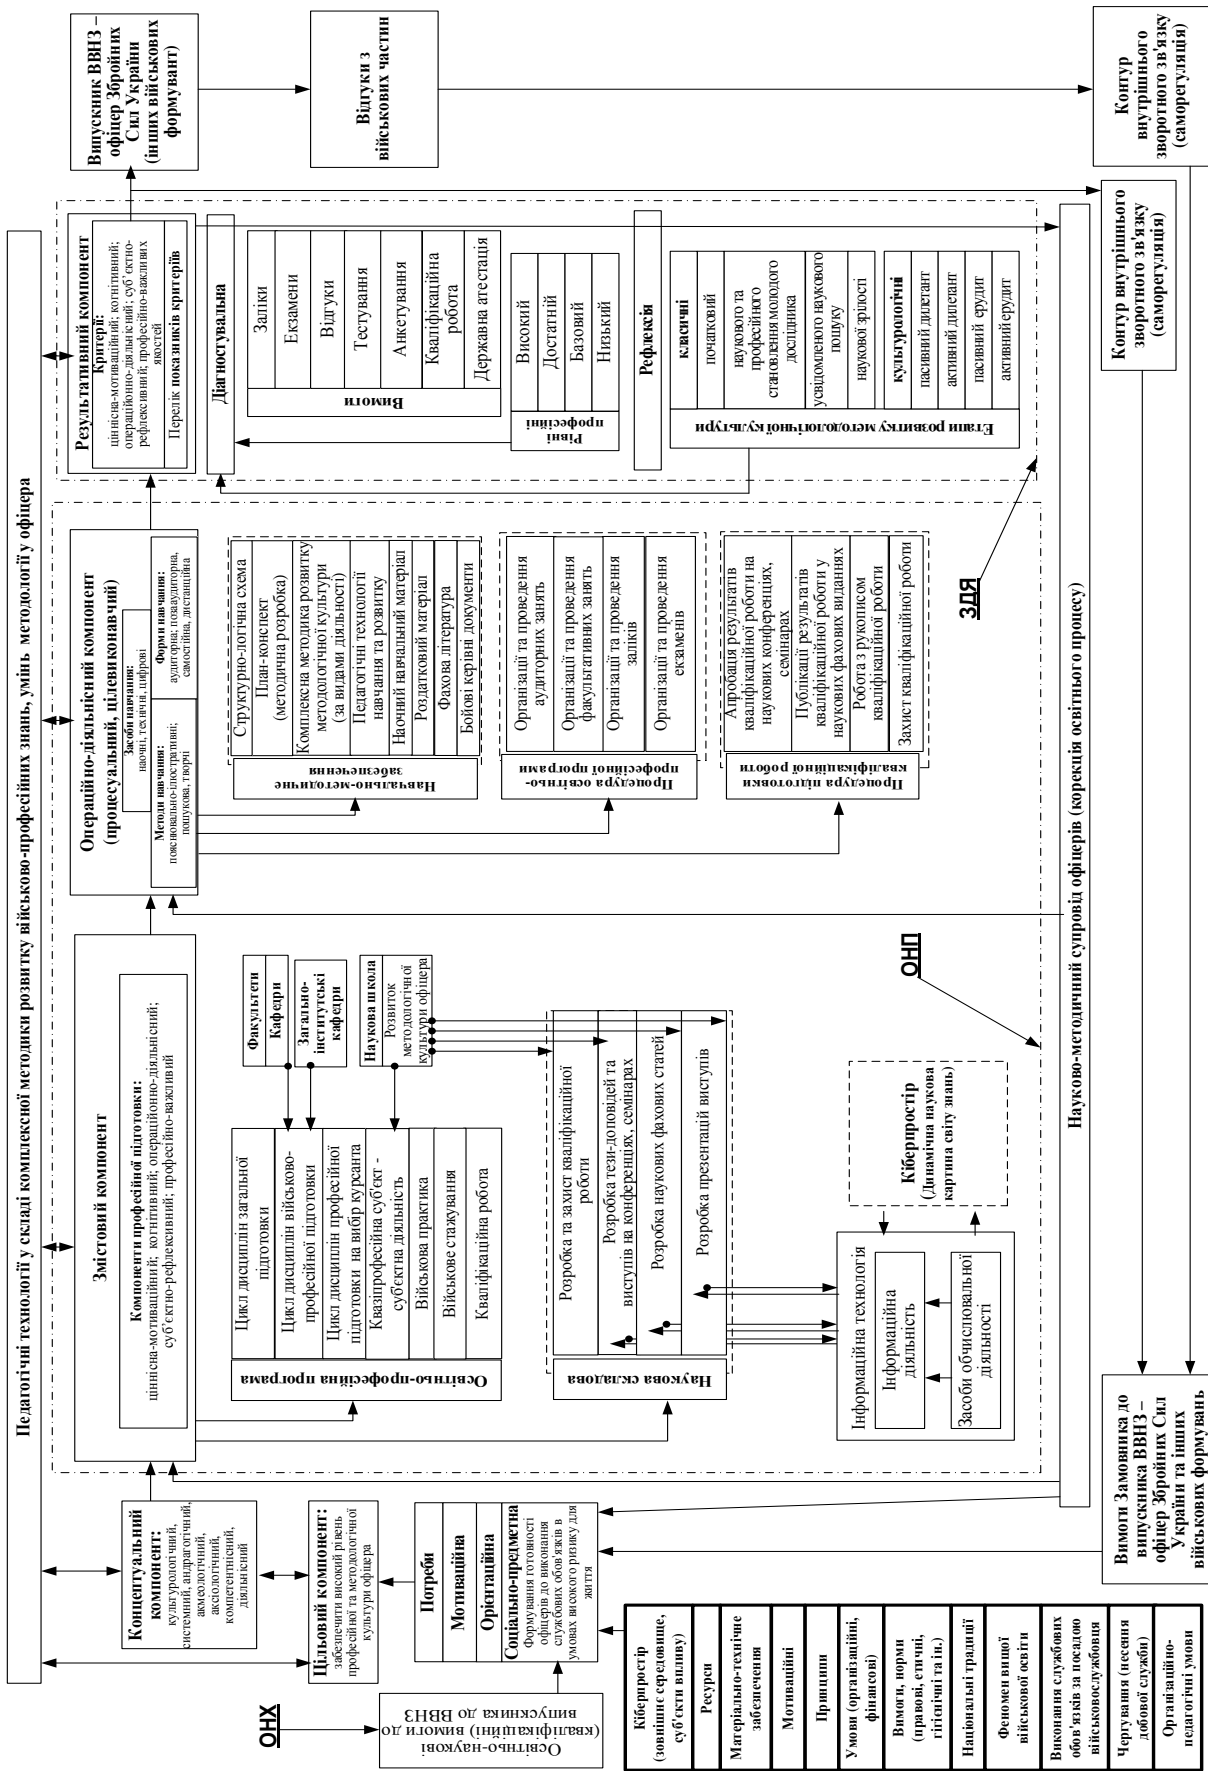 Педагогічні технології у складі комплексної методики розвитку військово-професійних знань, умінь методології у офіцера
Концептуальний
компонент:
культурологічний,
системний, андрагогічний,
акмеологічний,
аксіологічний,
компетентнісний,
діяльнісний
Цільовий компонент:
забезпечити високий рівень
професійної та методологічної
культури офіцера
Потреби
Мотиваційна
Орієнтаційна
Соціально-предметна
Формування готовності
офіцерів до виконання
службових обов'язків в
умовах високого ризику для
життя
ОНХ
Освітньо-наукові
(кваліфікаційні) вимоги до
випускника до ВВНЗ
Кіберпростір
(зовнішнє середовище,
суб'єкти впливу)
Ресурси
Матеріально-технічне
забезпечення
Мотиваційні
Принципи
Умови (організаційні,
фінансові)
Вимоги, норми
(правові, етичні,
гігієнічні та ін.)
Національні традиції
Феномен вищої
військової освіти
Виконання службових
обов'язків за посадою
військовослужбовця
Чергування (несення
добової служби)
Організаційно-
педагогічні умови
Змістовий компонент
Компоненти професійної підготовки:
ціннісна-мотиваційний; когнітивний; операційонно-діяльнісний;
суб'єктно-рефлексивний; професійно-важливий
Освітньо-професійна програма
Цикл дисциплін загальної
підготовки
Цикл дисциплін військово-
професійної підготовки
Цикл дисциплін професійної
підготовки на вибір курсанта
Квазіпрофесійна суб'єкт -
суб'єктна діяльність
Військова практика
Військове стажування
Кваліфікаційна робота
Факультети
Кафедри
Загально-
інститутські
кафедри
Наукова школа
Розвиток
методологічної
культури офіцера
Наукова складова
Розробка та захист кваліфікаційної
роботи
Розробка тези-доповідей та
виступів на конференціях, семінарах
Розробка наукових фахових статей
Розробка презентацій виступів
Інформаційна технологія
Інформаційна
діяльність
Засоби обчислювальної
діяльності
Кіберпростір
(Динамічна наукова
картина світу знань)
ОНП
Операційно-діяльнісний компонент
(процесуальний, цілевиконавчий)
Засоби навчання:
наочні, технічні, цифрові
Методи навчання:
пояснювально-ілюстративні;
пошукова, творчі
Форми навчання:
аудиторна; позааудиторна,
самостійна, дистанційна
Навчально-методичне
забезпечення
Структурно-логічна схема
План-конспект
(методична розробка)
Комплексна методика розвитку
методологічної культури
(за видами діяльності)
Педагогічні технології
навчання та розвитку
Наочний навчальний матеріал
Роздатковий матеріал
Фахова література
Бойові керівні документи
Процедура освітньо-
професійної програми
Організації та проведення
аудиторних занять
Організації та проведення
факультативних занять
Організації та проведення
заліків
Організації та проведення
екзаменів
Процедура підготовки
кваліфікаційної роботи
Апробація результатів
кваліфікаційної роботи на
наукових конференціях,
семінарах
Публікації результатів
кваліфікаційної роботи у
наукових фахових виданнях
Робота з рукописом
кваліфікаційної роботи
Захист кваліфікаційної роботи
ЗДЯ
Результативний компонент
Критерії:
ціннісна-мотиваційний; когнітивний;
операційонно-діяльнісний; суб'єктно-
рефлексивний; професійно-важливих
якостей
Перелік показників критеріїв
Діагностувальна
Вимоги
Заліки
Екзамени
Відгуки
Тестування
Анкетування
Кваліфікаційна
робота
Державна атестація
Рівні
професійні
Високий
Достатній
Базовий
Низький
Рефлексія
Етапи розвитку методологічної культури
класичні
початковий
наукового та
професійного
становлення молодого
дослідника
усвідомленого наукового
пошуку
наукової зрілості
культурологічні
пасивний дилетант
активний дилетант
пасивний ерудит
активний ерудит
Випускник ВВНЗ –
офіцер Збройних
Сил України
(інших військових
формувант)
Відгуки з
військових частин
Контур
внутрішнього
зворотного зв'язку
(саморегуляція)
Контур внутрішнього
зворотного зв'язку
(саморегуляція)
Науково-методичний супровід офіцерів (корекція освітнього процесу)
Вимоги Замовника до
випускника ВВНЗ –
офіцер Збройних Сил
України та інших
військових формувань